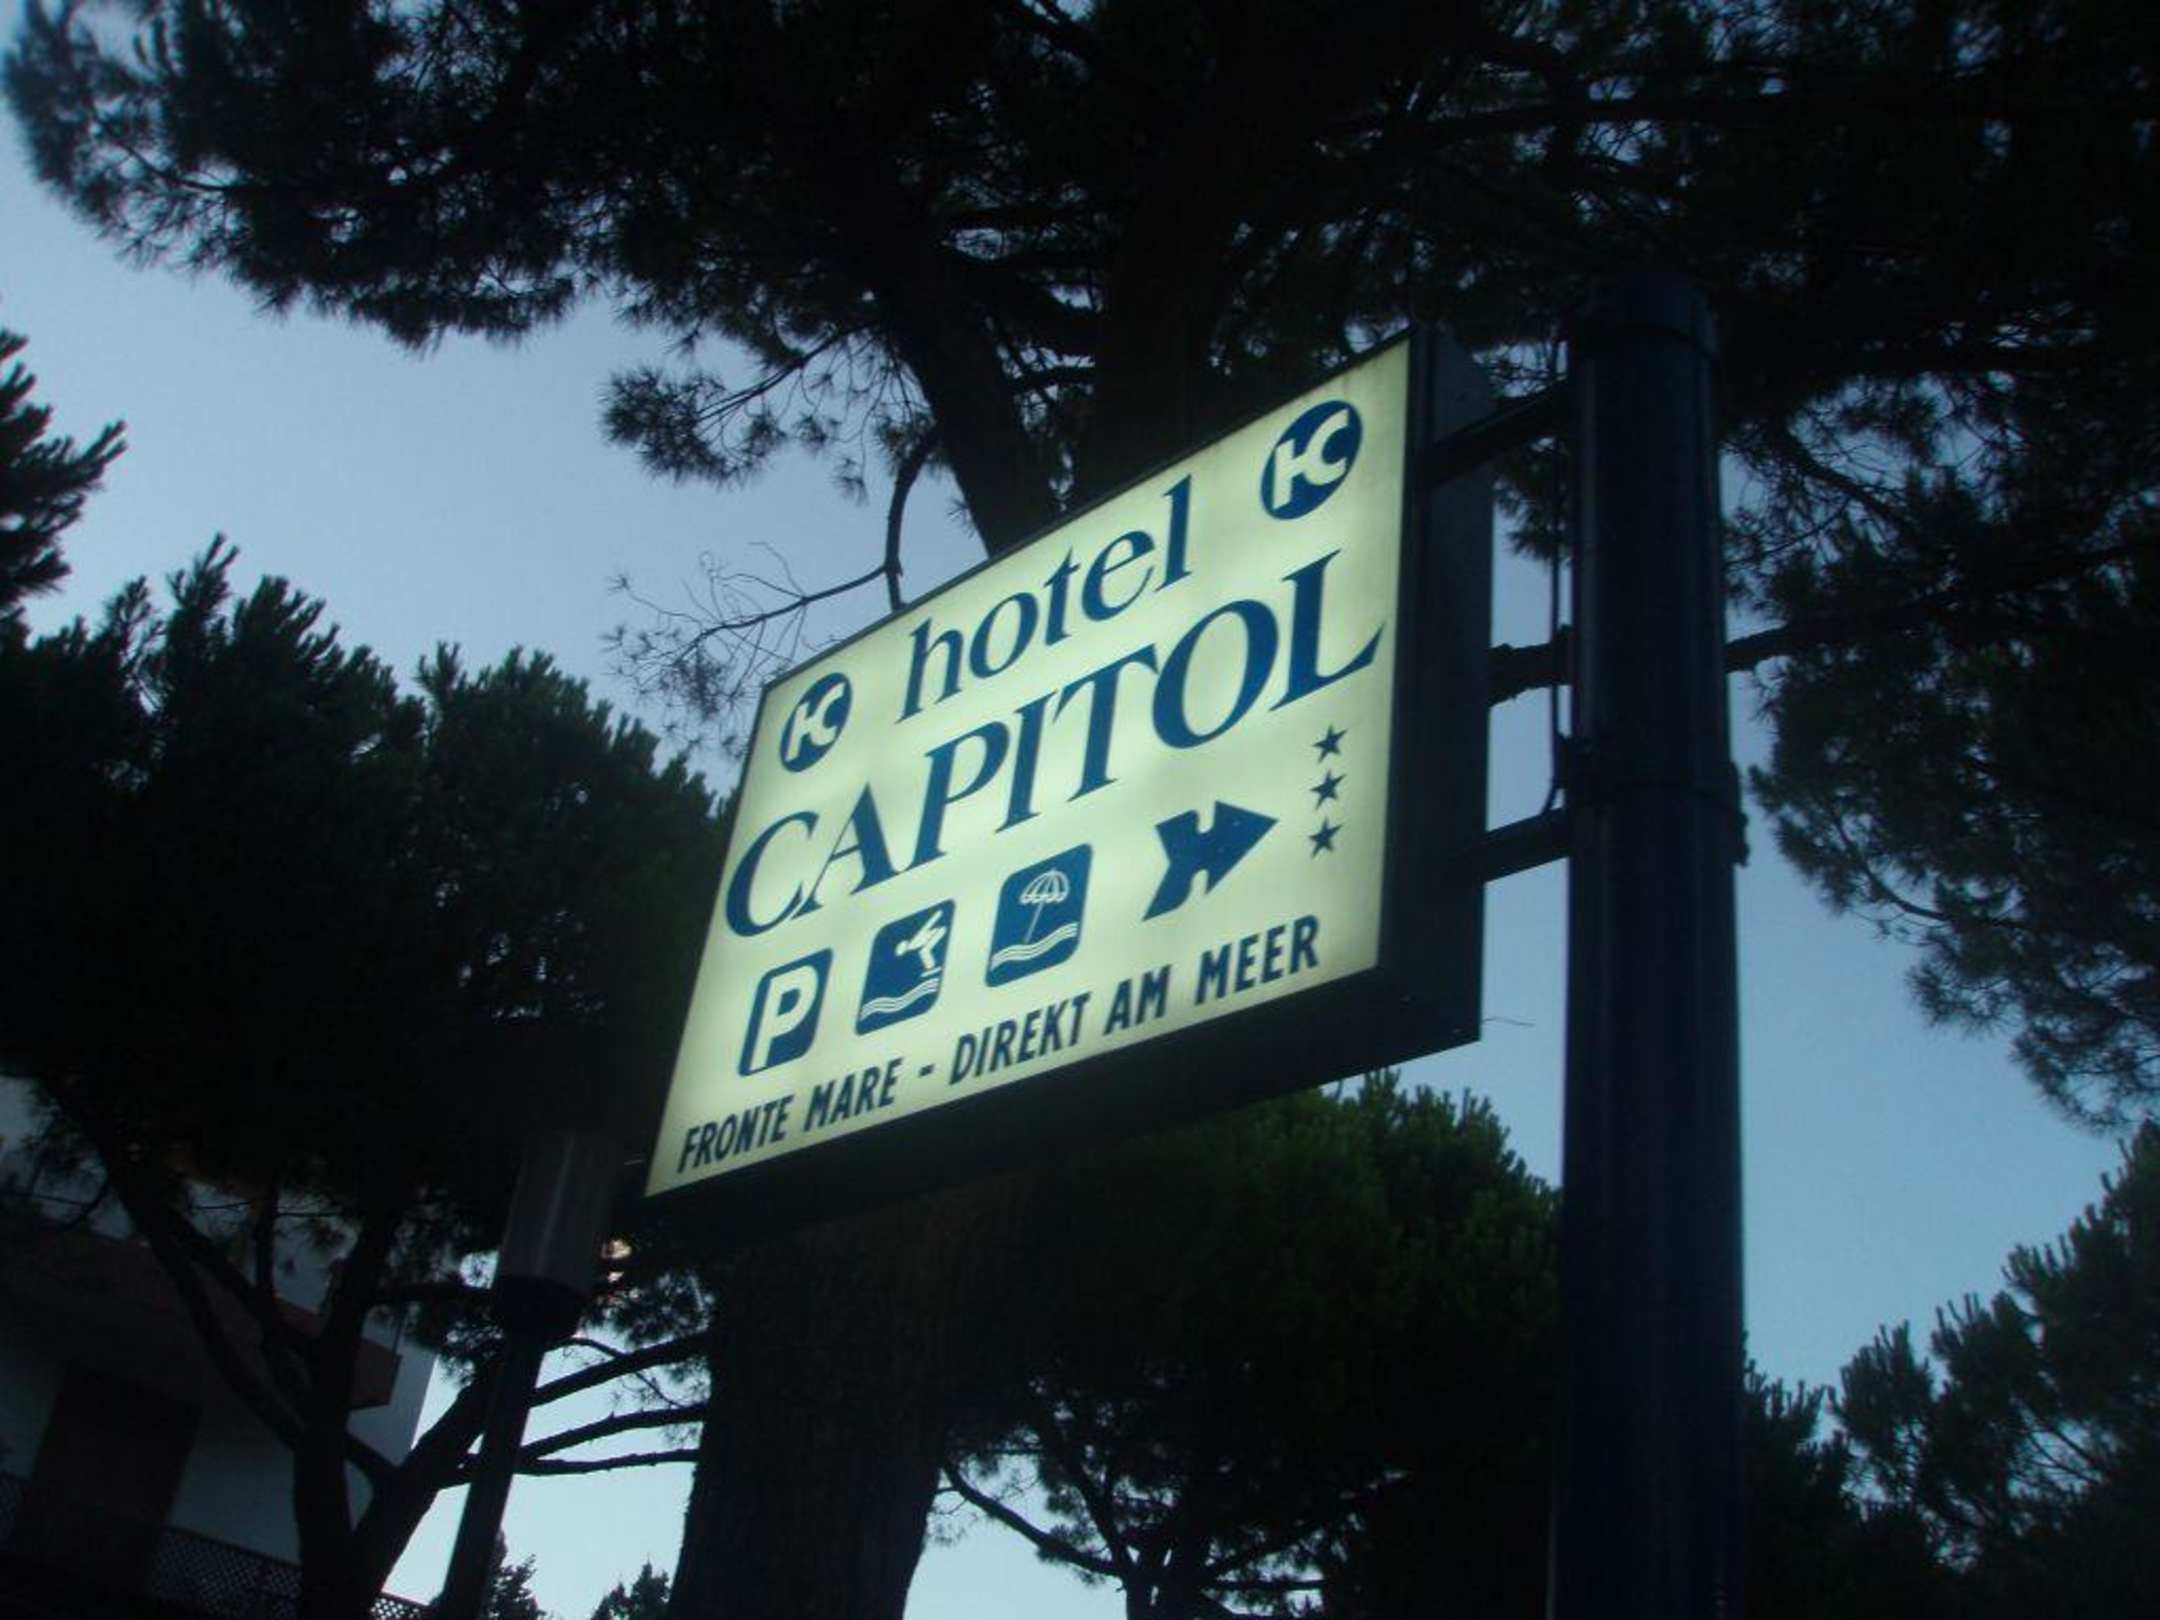 HC hotel HC
CAPITOL
P
FRONTE MARE - DIREKT AM MEER